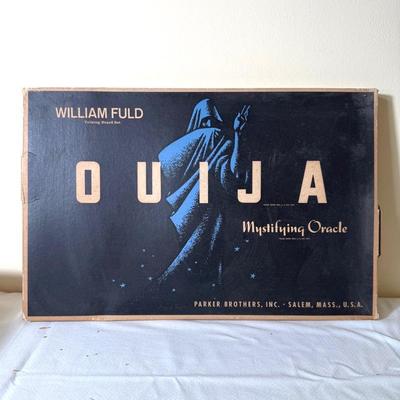 WILLIAM FULD
Talking Board Set
OUIJA
Mystifying Oracle
PARKER BROTHERS, INC. · SALEM, MASS., U.S.A.